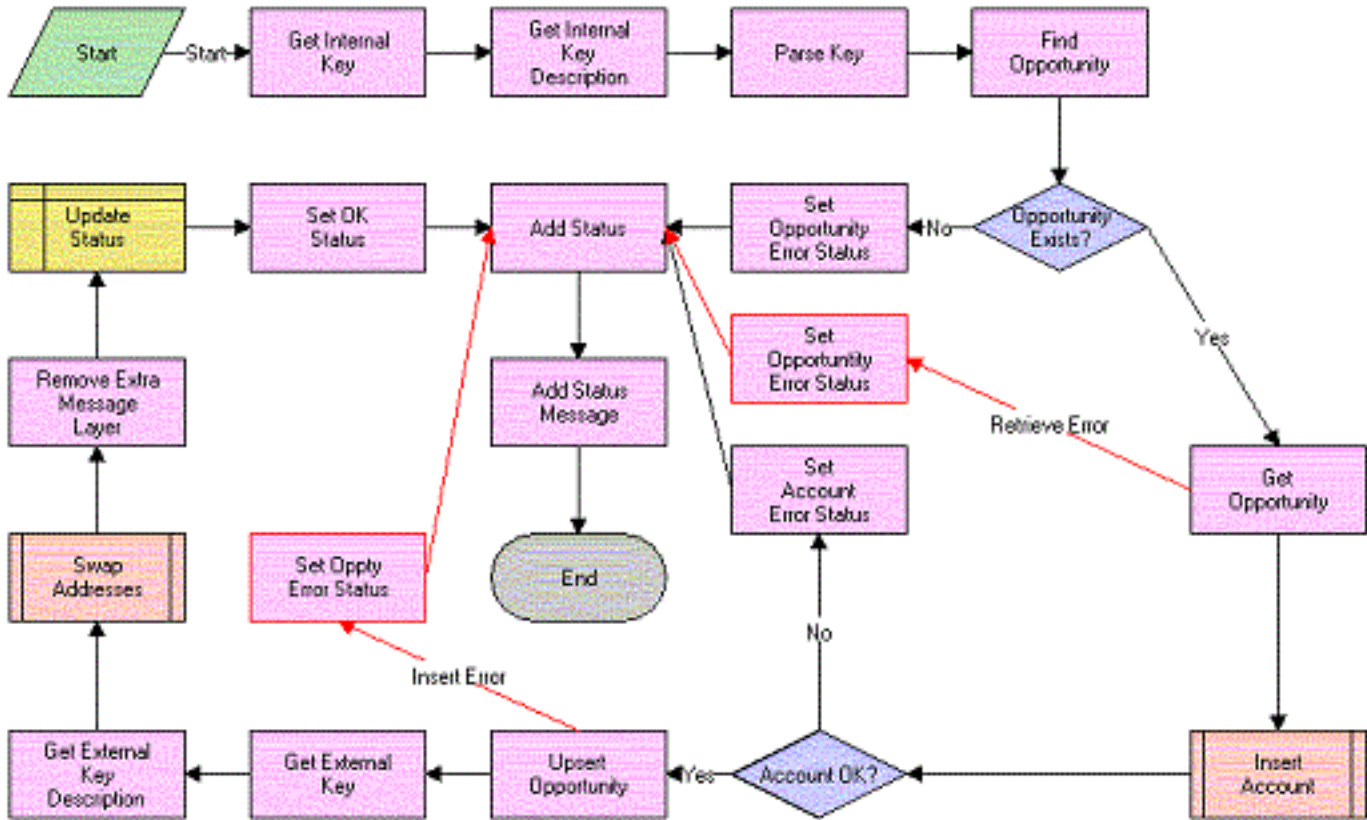 Start
Start
Get Internal
Key
Get Internal
Key
Description
Parse Key
Find
Opportunity
Update
Status
Set OK
Status
Add Status
Set
Opportunity
Error Status
No
Opportunity
Exists?
Yes
Remove Extra
Message
Layer
Add Status
Message
Set
Opportuntity
Error Status
Retrieve Error
Set
Account
Error Status
Get
Opportunity
Swap
Addresses
Set Oppty
Error Status
End
No
Insert Error
Get External
Key
Description
Get External
Key
Upsert
Opportunity
Yes
Account OK?
Insert
Account